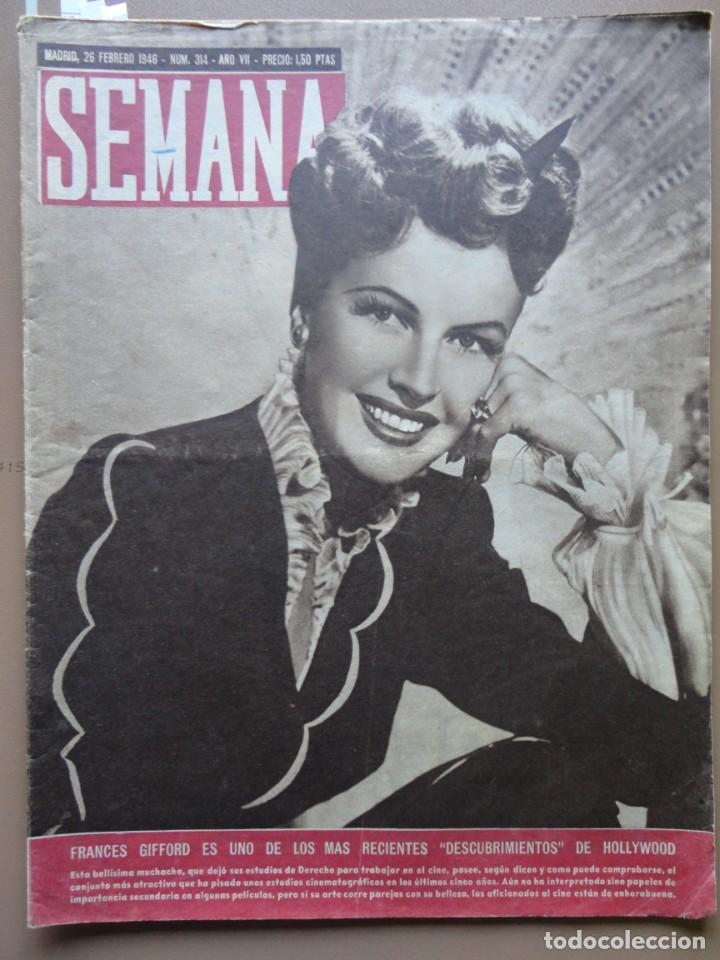 MADRID, 26 FEBRERO 1946 - NUM. 314 - AÑO VII - PRECIO: 1,50 PTAS
SEMANA
FRANCES GIFFORD ES UNO DE LOS MAS RECIENTES "DESCUBRIMIENTOS" DE HOLLYWOOD
Esta bellísima muchacha, que dejó sus estudios de Derecho para trabajar en el cine, posee, según dicen y como puede comprobarse, el
conjunto más atractivo que ha pisado unos estudios cinematográficos en los últimos cinco años. Aún no ha interpretado sino papeles de
importancia secundaria en algunas películas, pero si su arte corre parejas con su belleza, los aficionados al cine están de enhorabuena.
todocoleccion